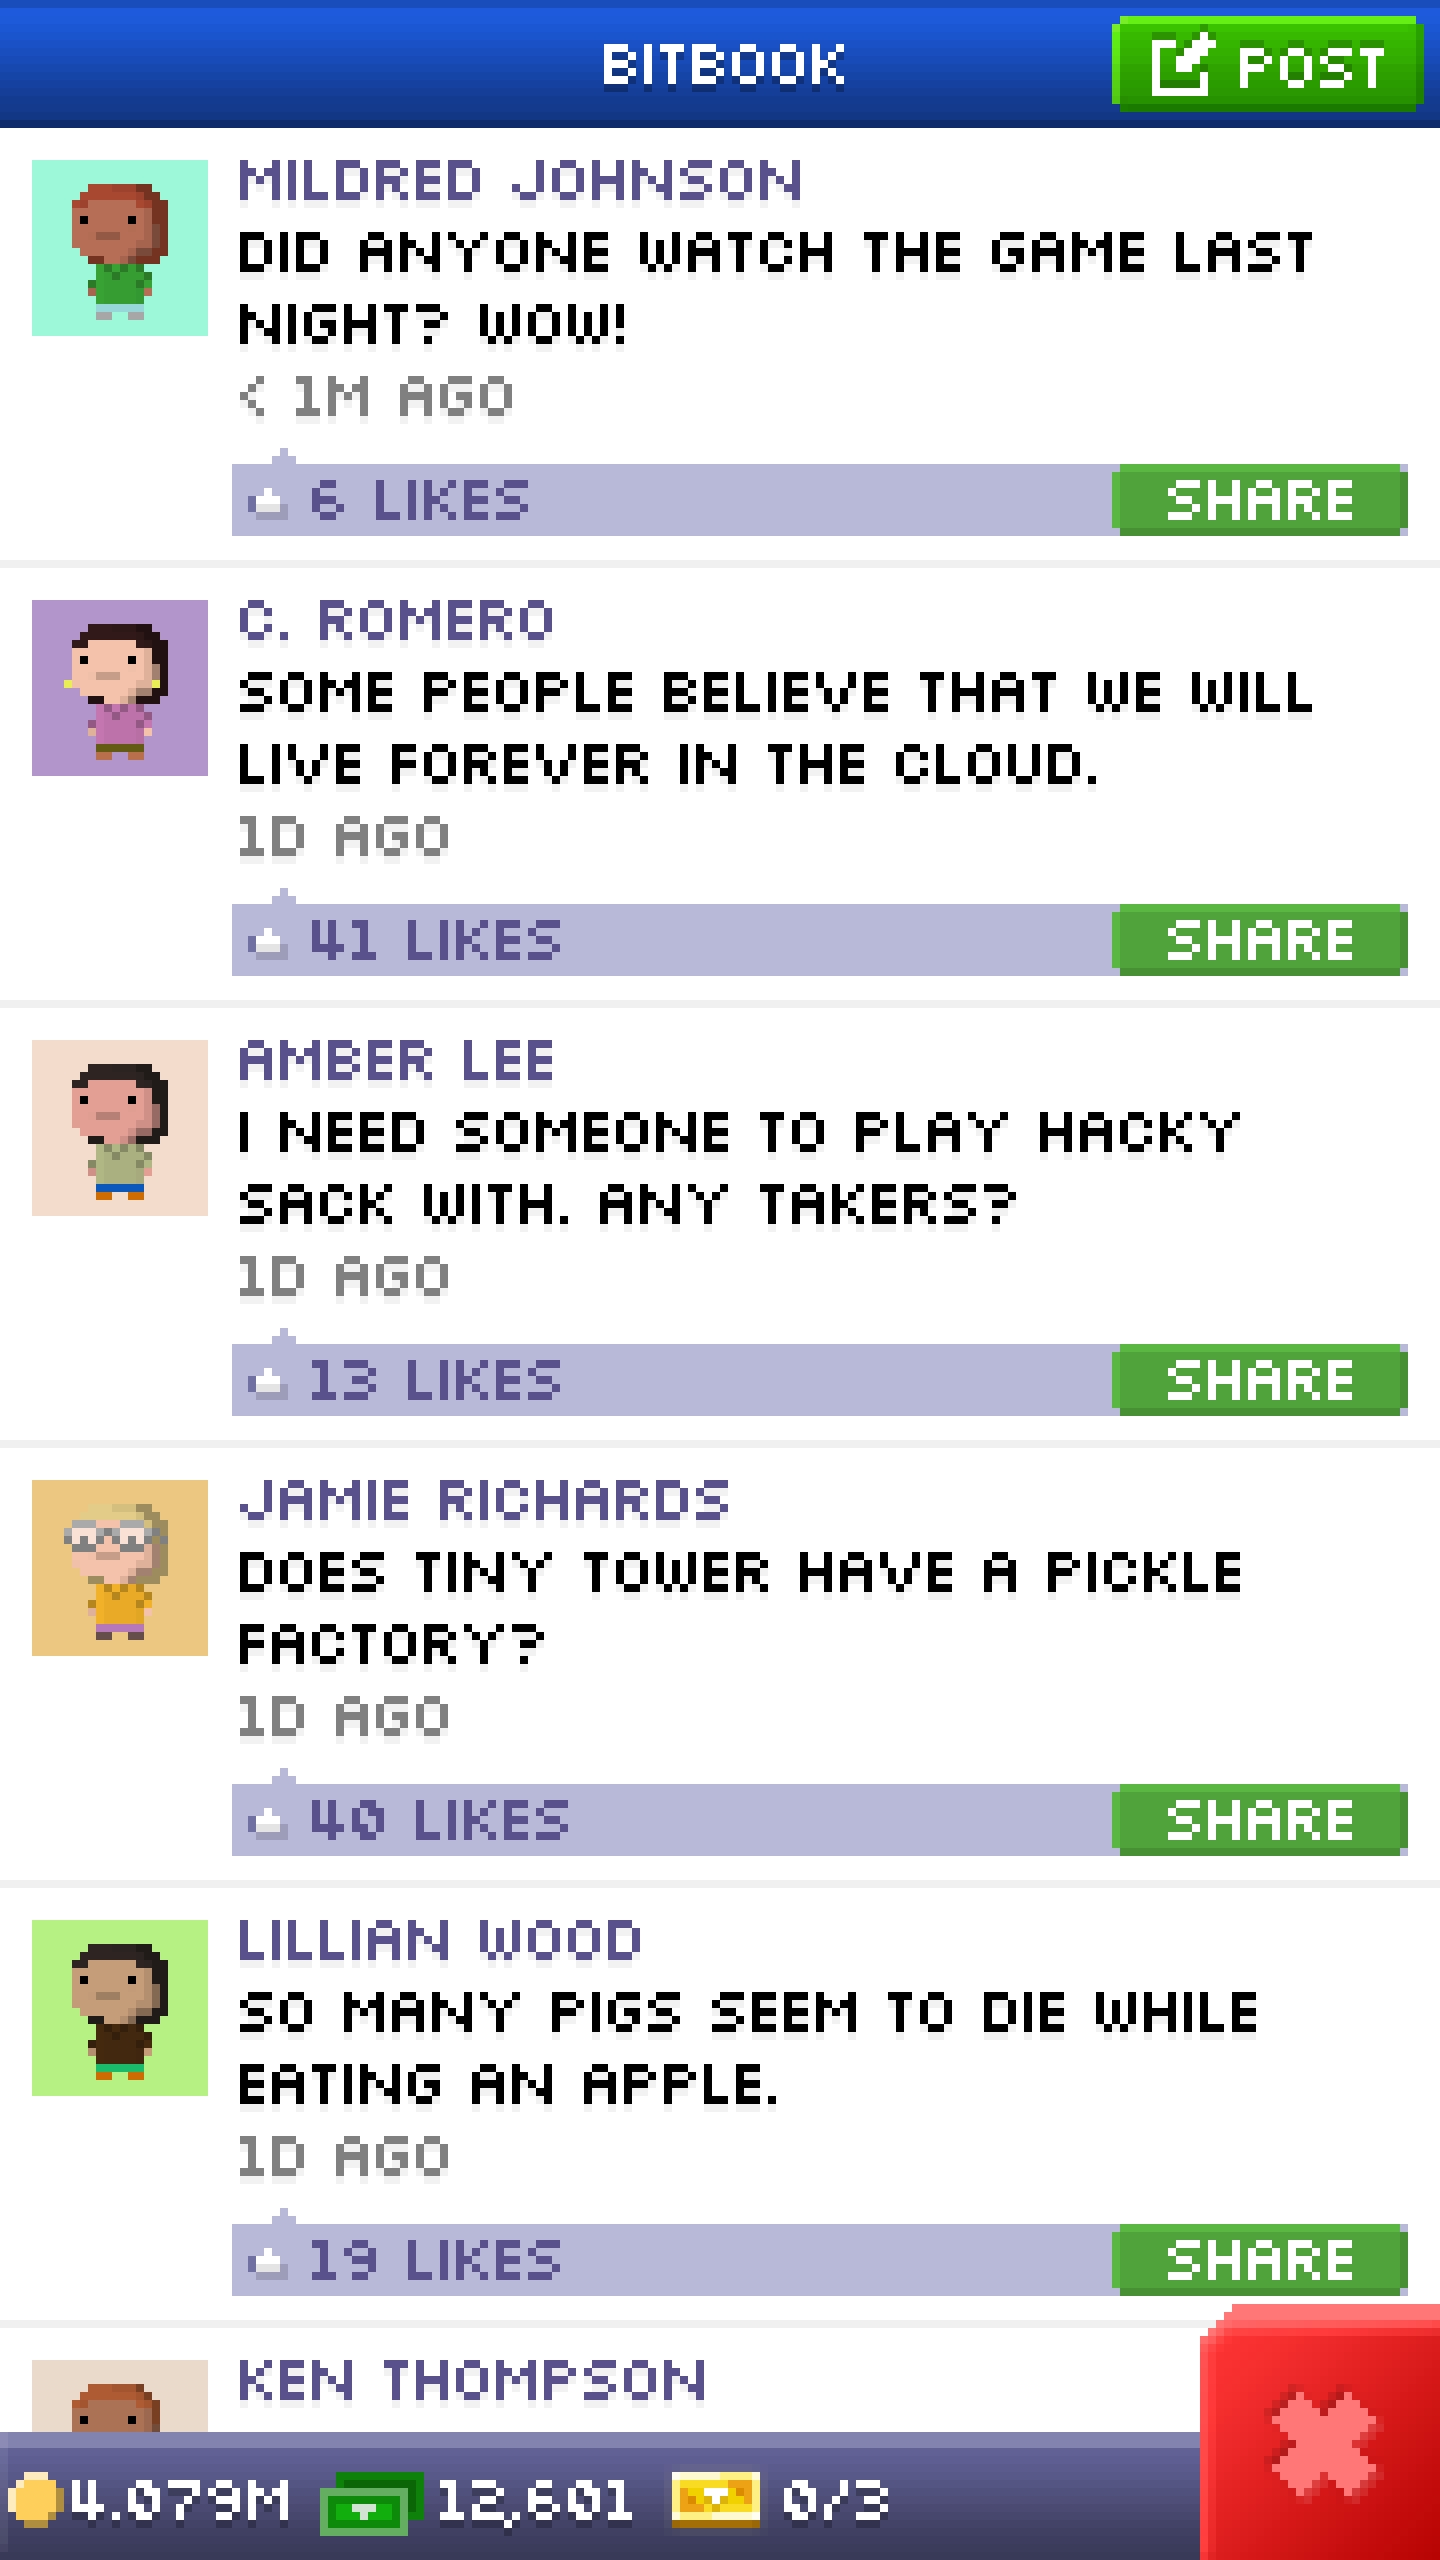 BITBOOK
POST
MILDRED JOHNSON
DID ANYONE WATCH THE GAME LAST
NIGHT? WOW!
< 1M AGO
6 LIKES
SHARE
C. ROMERO
SOME PEOPLE BELIEVE THAT WE WILL
LIVE FOREVER IN THE CLOUD.
1D AGO
41 LIKES
SHARE
AMBER LEE
I NEED SOMEONE TO PLAY HACKY
SACK WITH. ANY TAKERS?
1D AGO
13 LIKES
SHARE
JAMIE RICHARDS
DOES TINY TOWER HAVE A PICKLE
FACTORY?
1D AGO
40 LIKES
SHARE
LILLIAN WOOD
SO MANY PIGS SEEM TO DIE WHILE
EATING AN APPLE.
1D AGO
19 LIKES
SHARE
KEN THOMPSON
4.079M 12,601 0/3